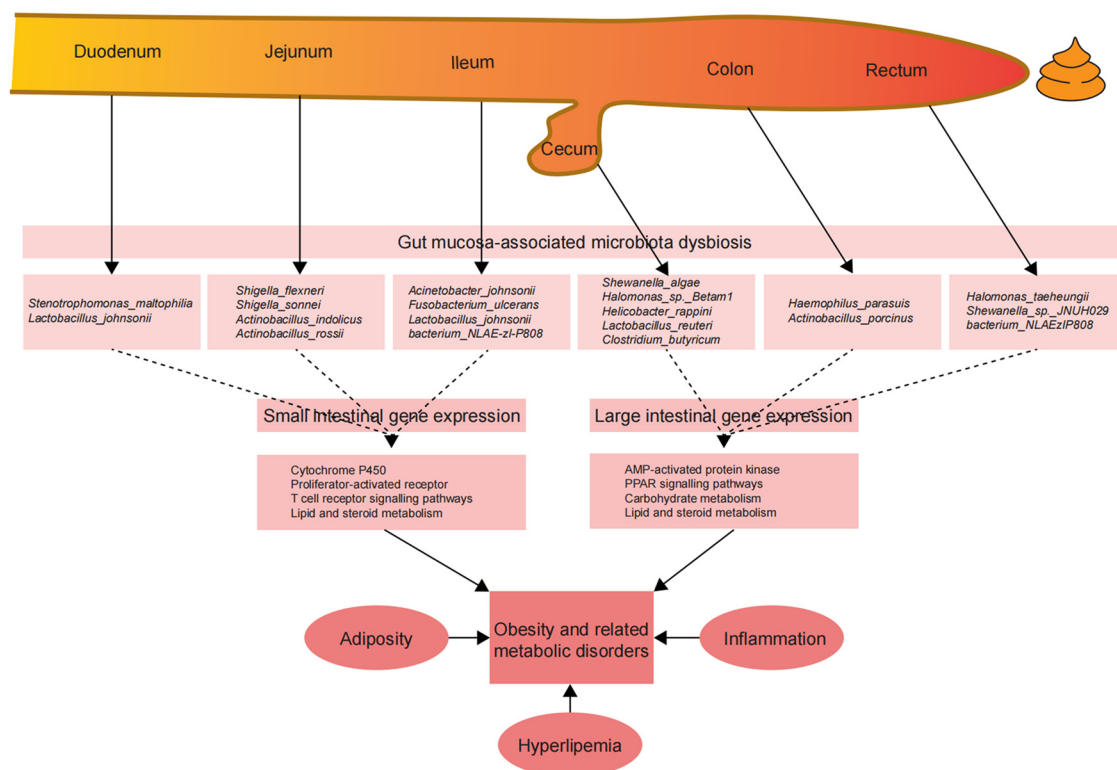 Duodenum
Jejunum
Ileum
Colon
Rectum
Cecum
Gut mucosa-associated microbiota dysbiosis
Stenotrophomonas_maltophilia
Lactobacillus_johnsonii
Shigella_flexneri
Shigella_sonnei
Actinobacillus_indolicus
Actinobacillus_rossii
Acinetobacter_johnsonii
Fusobacterium_ulcerans
Lactobacillus_johnsonii
bacterium_NLAE-zl-P808
Shewanella_algae
Halomonas_sp._Betam1
Helicobacter_rappini
Lactobacillus_reuteri
Clostridium_butyricum
Haemophilus_parasuis
Actinobacillus_porcinus
Halomonas_taeheungii
Shewanella_sp._JNUH029
bacterium_NLAEzlP808
Small intestinal gene expression
Large intestinal gene expression
Cytochrome P450
Proliferator-activated receptor
T cell receptor signalling pathways
Lipid and steroid metabolism
AMP-activated protein kinase
PPAR signalling pathways
Carbohydrate metabolism
Lipid and steroid metabolism
Adiposity
Obesity and related
metabolic disorders
Inflammation
Hyperlipemia